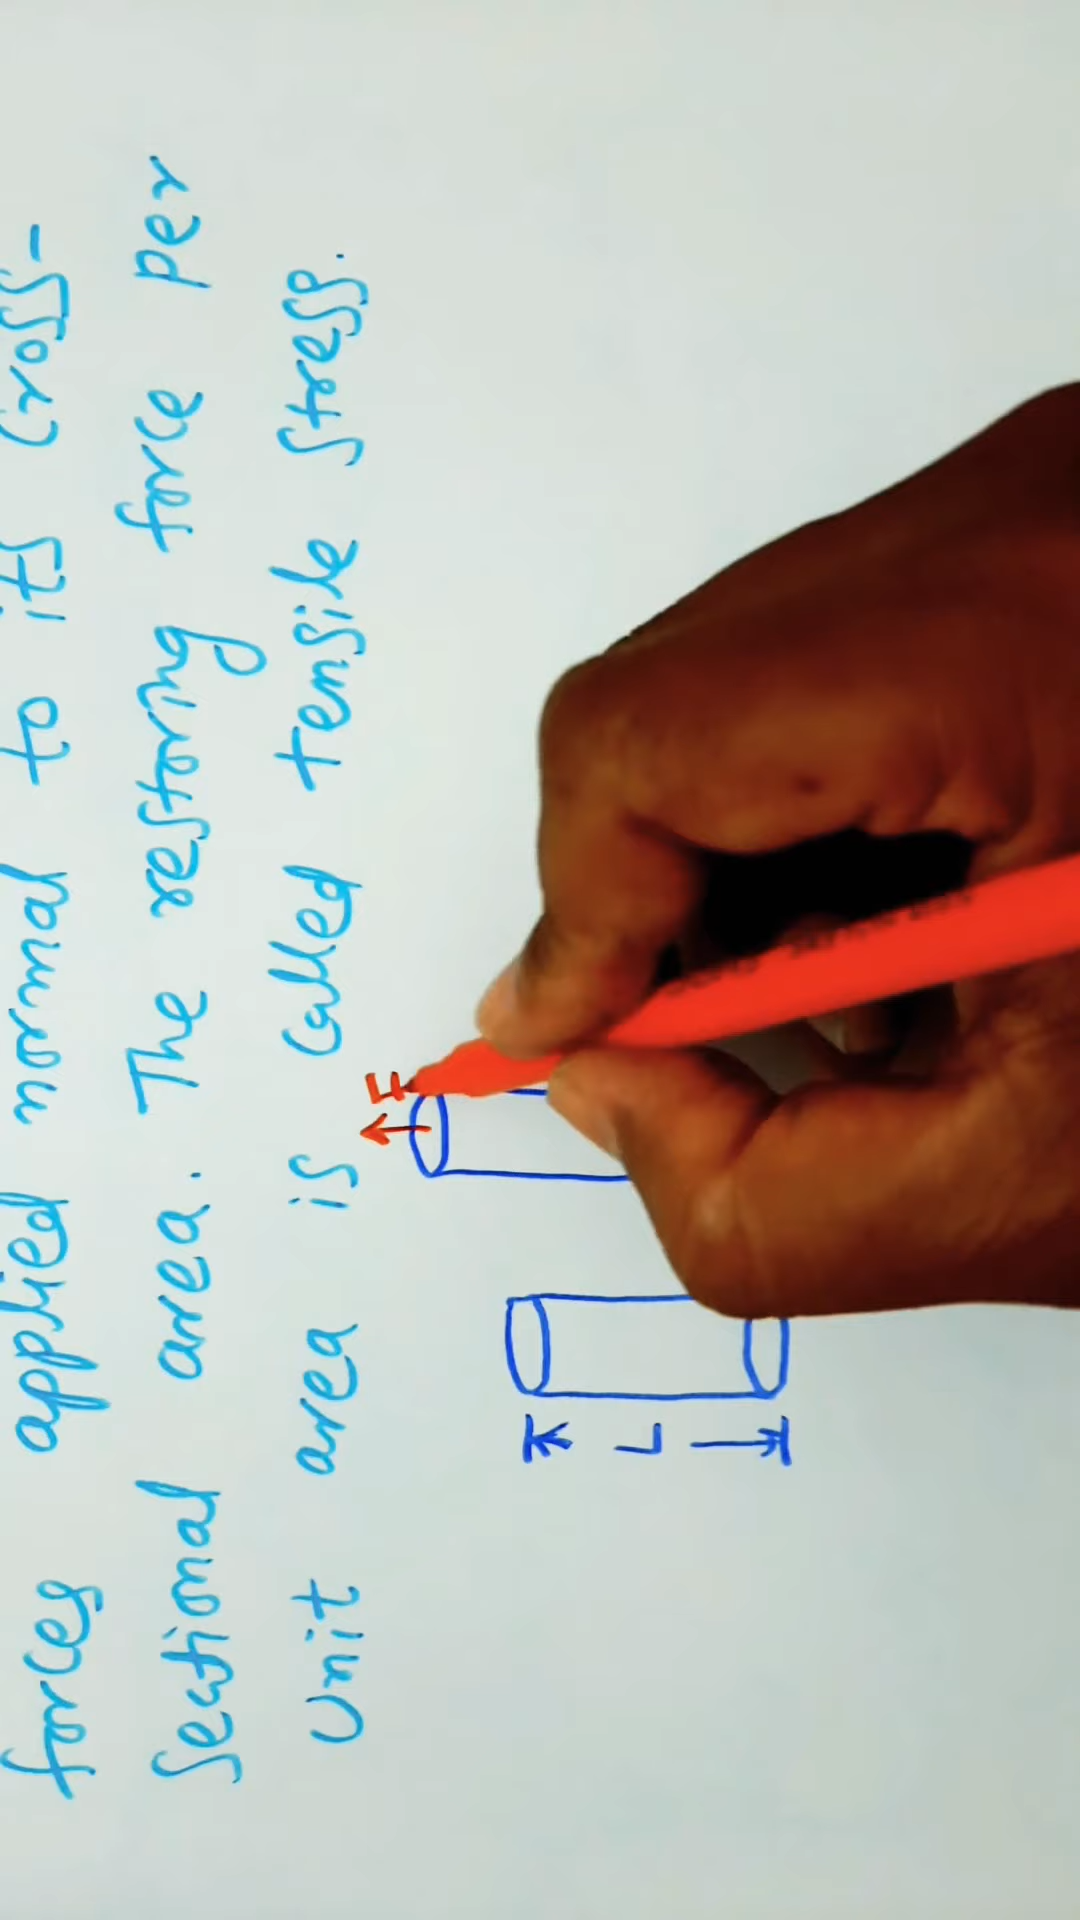 forces applied normal to its cross-
sectional area. The restoring force per
unit area is called tensile stress.
F
L